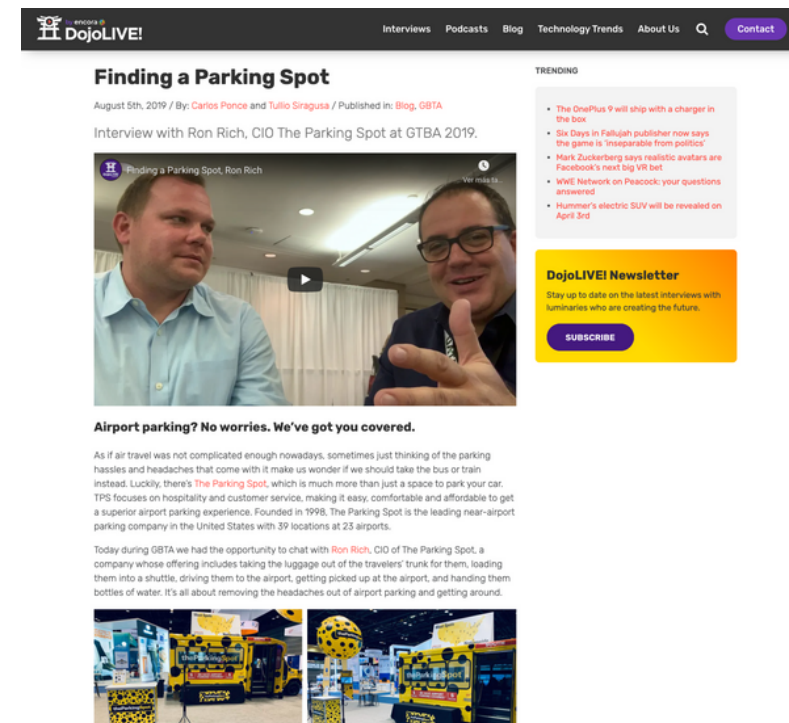 by encora
DojoLIVE!
Interviews Podcasts Blog Technology Trends About Us Contact
Finding a Parking Spot
August 5th, 2019 / By: Carlos Ponce and Tullio Siragusa / Published in: Blog, GBTA
Interview with Ron Rich, CIO The Parking Spot at GTBA 2019.
Finding a Parking Spot, Ron Rich
Ver más ta...
Airport parking? No worries. We've got you covered.
As if air travel was not complicated enough nowadays, sometimes just thinking of the parking
hassles and headaches that come with it make us wonder if we should take the bus or train
instead. Luckily, there's The Parking Spot, which is much more than just a space to park your car.
TPS focuses on hospitality and customer service, making it easy, comfortable and affordable to get
a superior airport parking experience. Founded in 1998, The Parking Spot is the leading near-airport
parking company in the United States with 39 locations at 23 airports.
Today during GBTA we had the opportunity to chat with Ron Rich, CIO of The Parking Spot, a
company whose offering includes taking the luggage out of the travelers' trunk for them, loading
them into a shuttle, driving them to the airport, getting picked up at the airport, and handing them
bottles of water. It's all about removing the headaches out of airport parking and getting around.
theParkingSpot
theParkingSpot
theParkingSpot
theParkingSpot
TRENDING
The OnePlus 9 will ship with a charger in
the box
Six Days in Fallujah publisher now says
the game is 'inseparable from politics'
Mark Zuckerberg says realistic avatars are
Facebook's next big VR bet
WWE Network on Peacock: your questions
answered
Hummer's electric SUV will be revealed on
April 3rd
DojoLIVE! Newsletter
Stay up to date on the latest interviews with
luminaries who are creating the future.
SUBSCRIBE